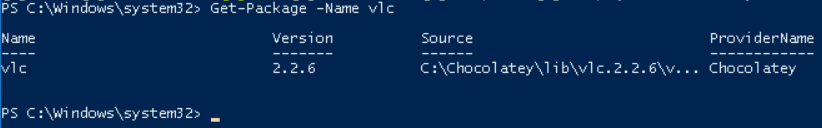 PS C:\Windows\system32> Get-Package -Name vlc
Name Version Source ProviderName
---- ------- ------ ------------
vlc 2.2.6 C:\Chocolatey\lib\vlc.2.2.6\v... Chocolatey
PS C:\Windows\system32> _